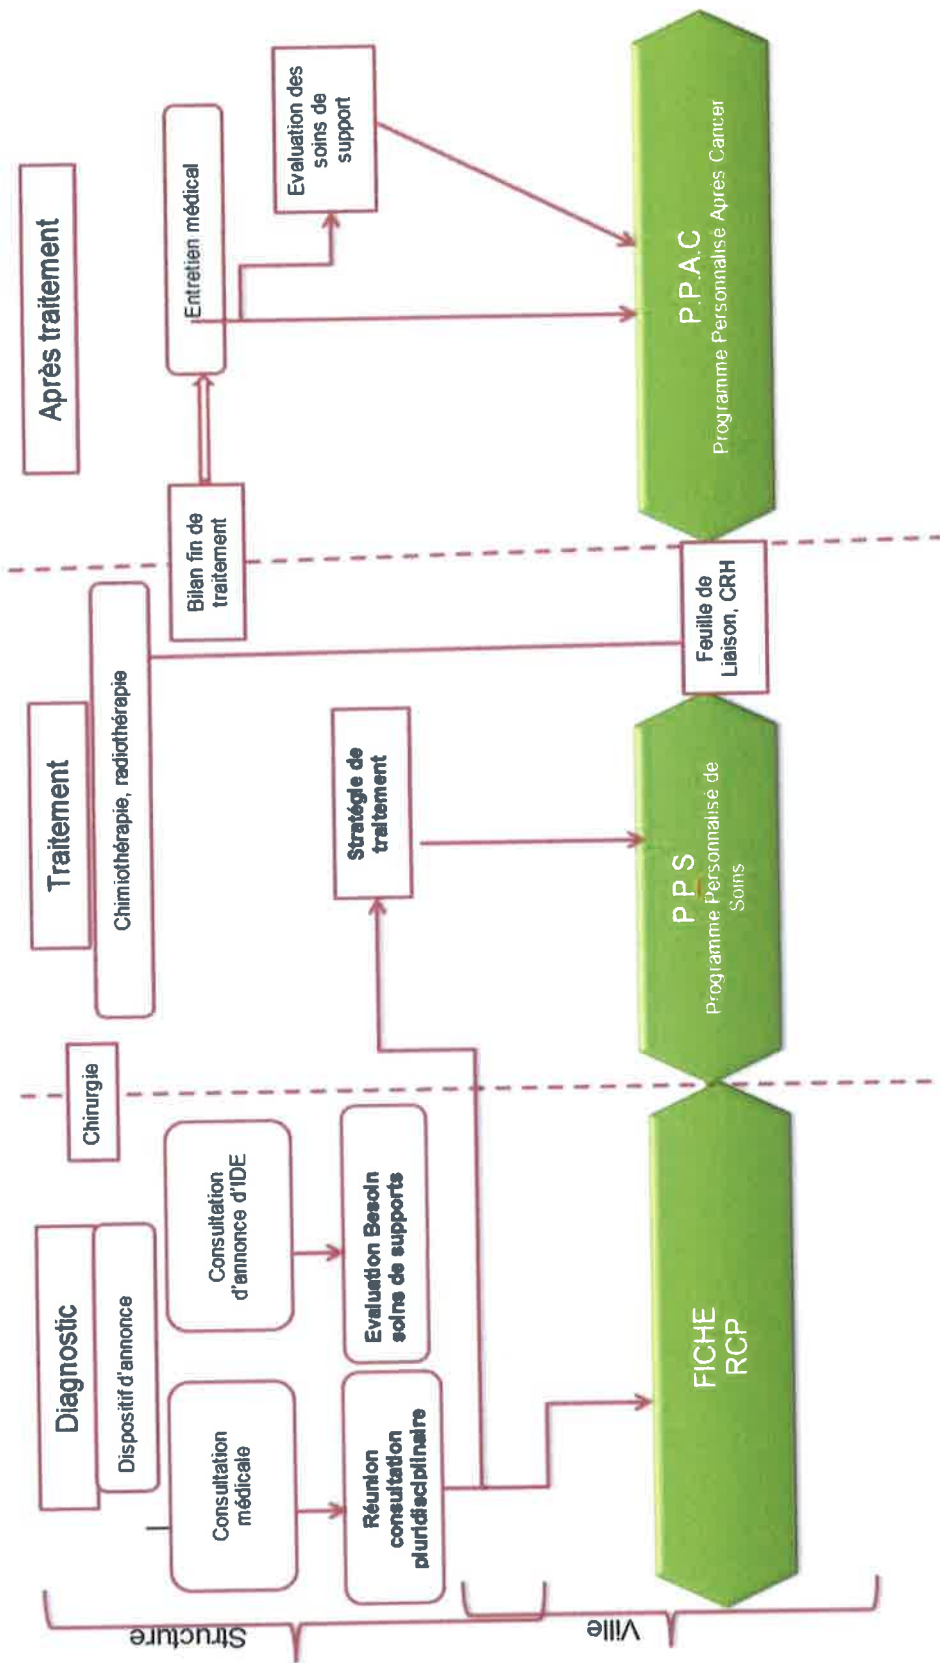 Diagnostic
Dispositif d'annonce
Consultation
médicale
Consultation
d'annonce d'IDE
Réunion
consultation
pluridisciplinaire
Evaluation Besoin
soins de supports
Chirurgie
Traitement
Chimiothérapie, radiothérapie
Stratégie de
traitement
Après traitement
Bilan fin de
traitement
Entretien médical
Evaluation des
soins de
support
Structure
Ville
FICHE
RCP
P P S
Programme Personnalisé de
Soins
Feuille de
Liaison, CRH
P.P.A.C
Programme Personnalisé Après Cancer